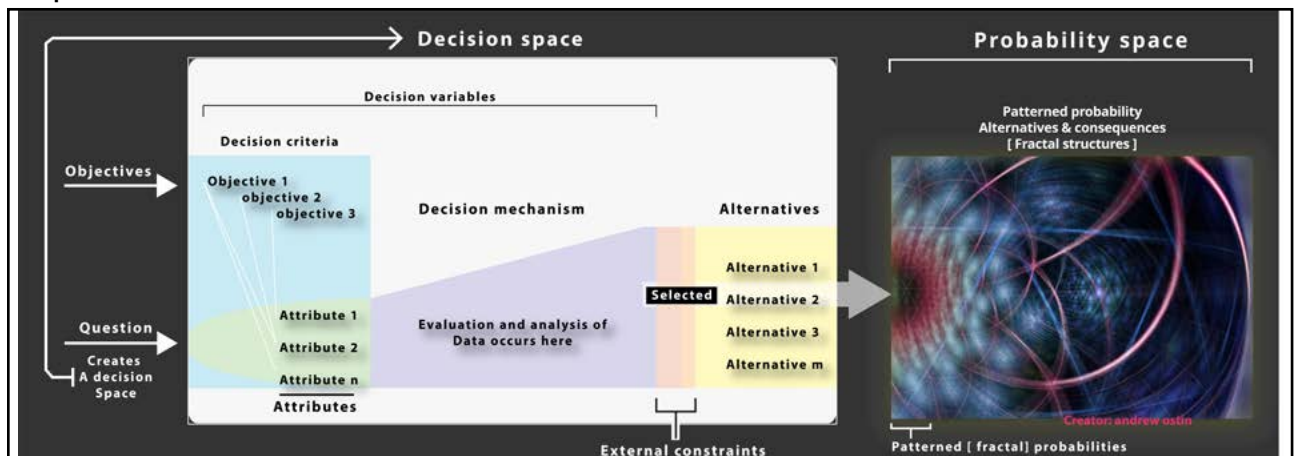 Decision space
Probability space
Decision variables
Decision criteria
Patterned probability
Alternatives & consequences
[ Fractal structures ]
Objectives
Objective 1
objective 2
objective 3
Decision mechanism
Alternatives
Alternative 1
Selected
Alternative 2
Alternative 3
Alternative m
Question
Creates
A decision
Space
Attribute 1
Attribute 2
Attribute n
Attributes
Evaluation and analysis of
Data occurs here
External constraints
Creator: andrew ostin
Patterned [ fractal] probabilities